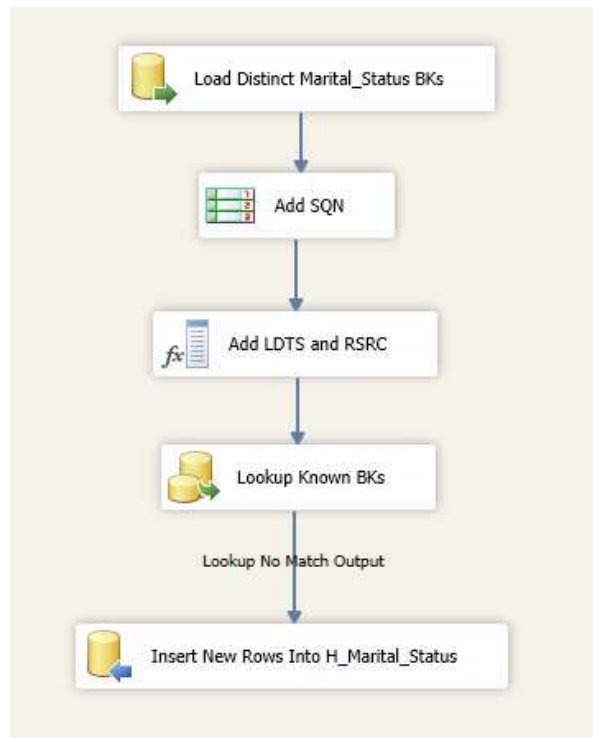 Load Distinct Marital_Status BKs
Add SQN
fx
Add LDTS and RSRC
Lookup Known BKs
Lookup No Match Output
Insert New Rows Into H_Marital_Status